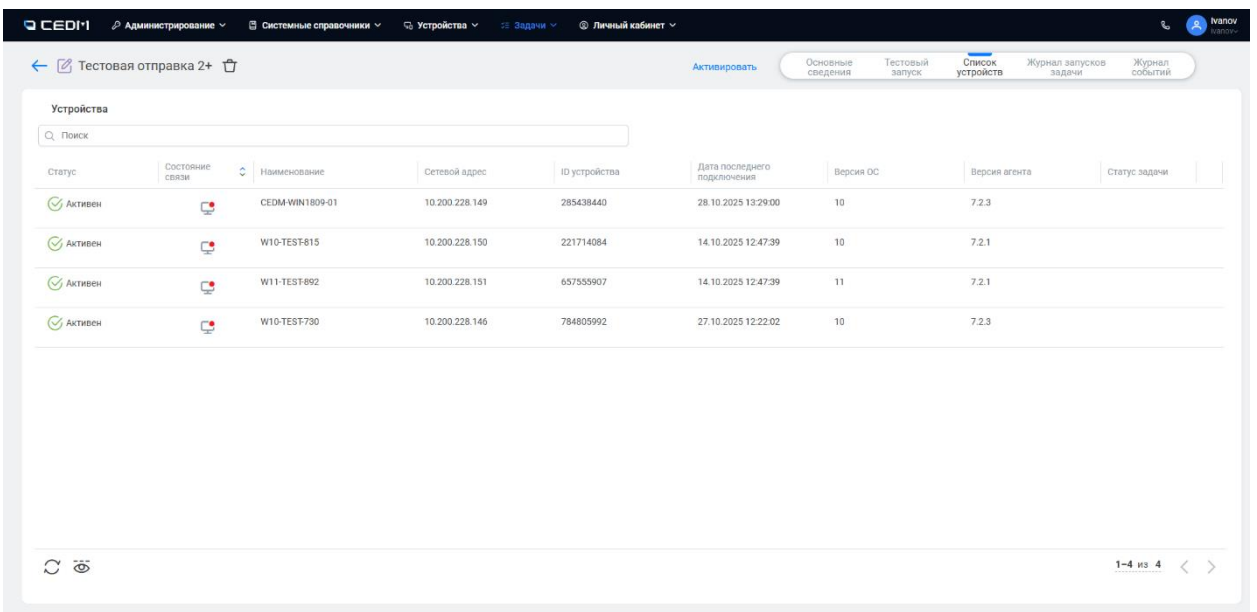 CEDM Администрирование Системные справочники Устройства Задачи Личный кабинет Ivanov
ivanov
Тестовая отправка 2+ Активировать Основные сведения Тестовый запуск Список устройств Журнал запусков задачи Журнал событий
Устройства
Поиск
Статус Состояние связи Наименование Сетевой адрес ID устройства Дата последнего подключения Версия ОС Версия агента Статус задачи
Активен CEDM-WIN1809-01 10.200.228.149 285438440 28.10.2025 13:29:00 10 7.2.3
Активен W10-TEST-815 10.200.228.150 221714084 14.10.2025 12:47:39 10 7.2.1
Активен W11-TEST-892 10.200.228.151 657555907 14.10.2025 12:47:39 11 7.2.1
Активен W10-TEST-730 10.200.228.146 784805992 27.10.2025 12:22:02 10 7.2.3
1–4 из 4